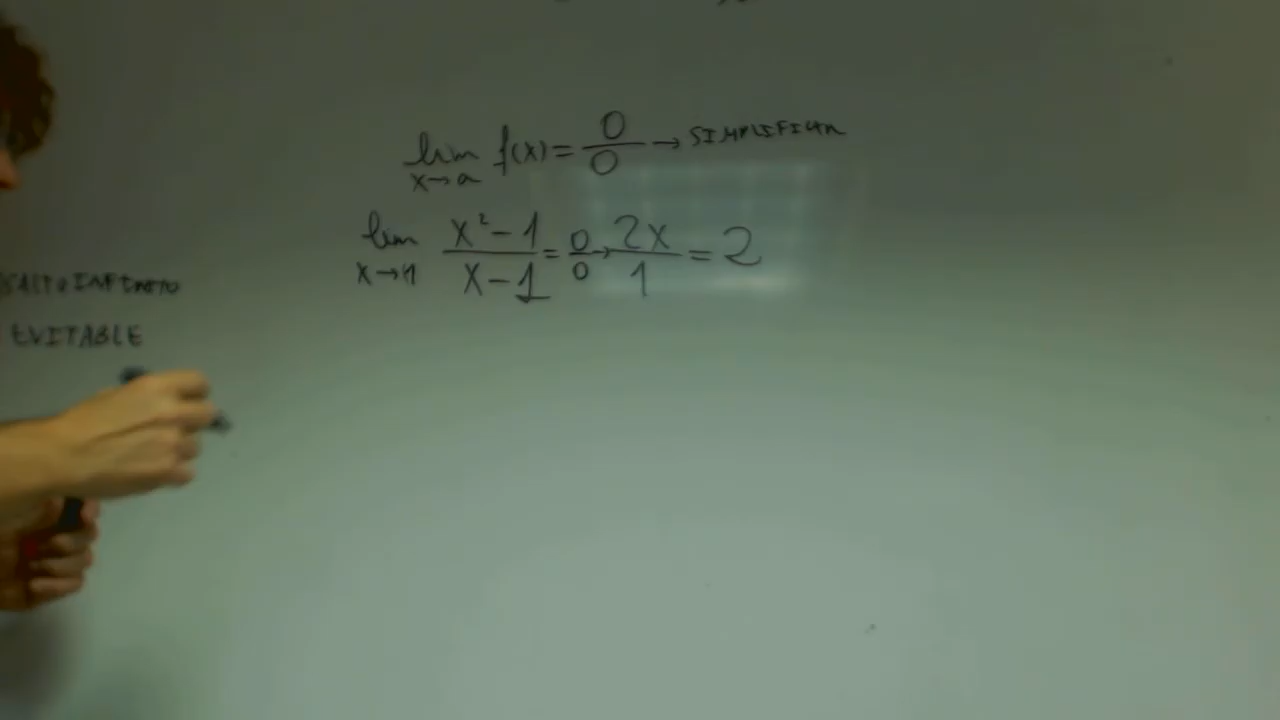 lim x→a f(x) = 0/0 → SIMPLIFICAR
lim x→1 x²-1/x-1 = 0/0 → 2x/1 = 2
SALTO INFINITO
EVITABLE